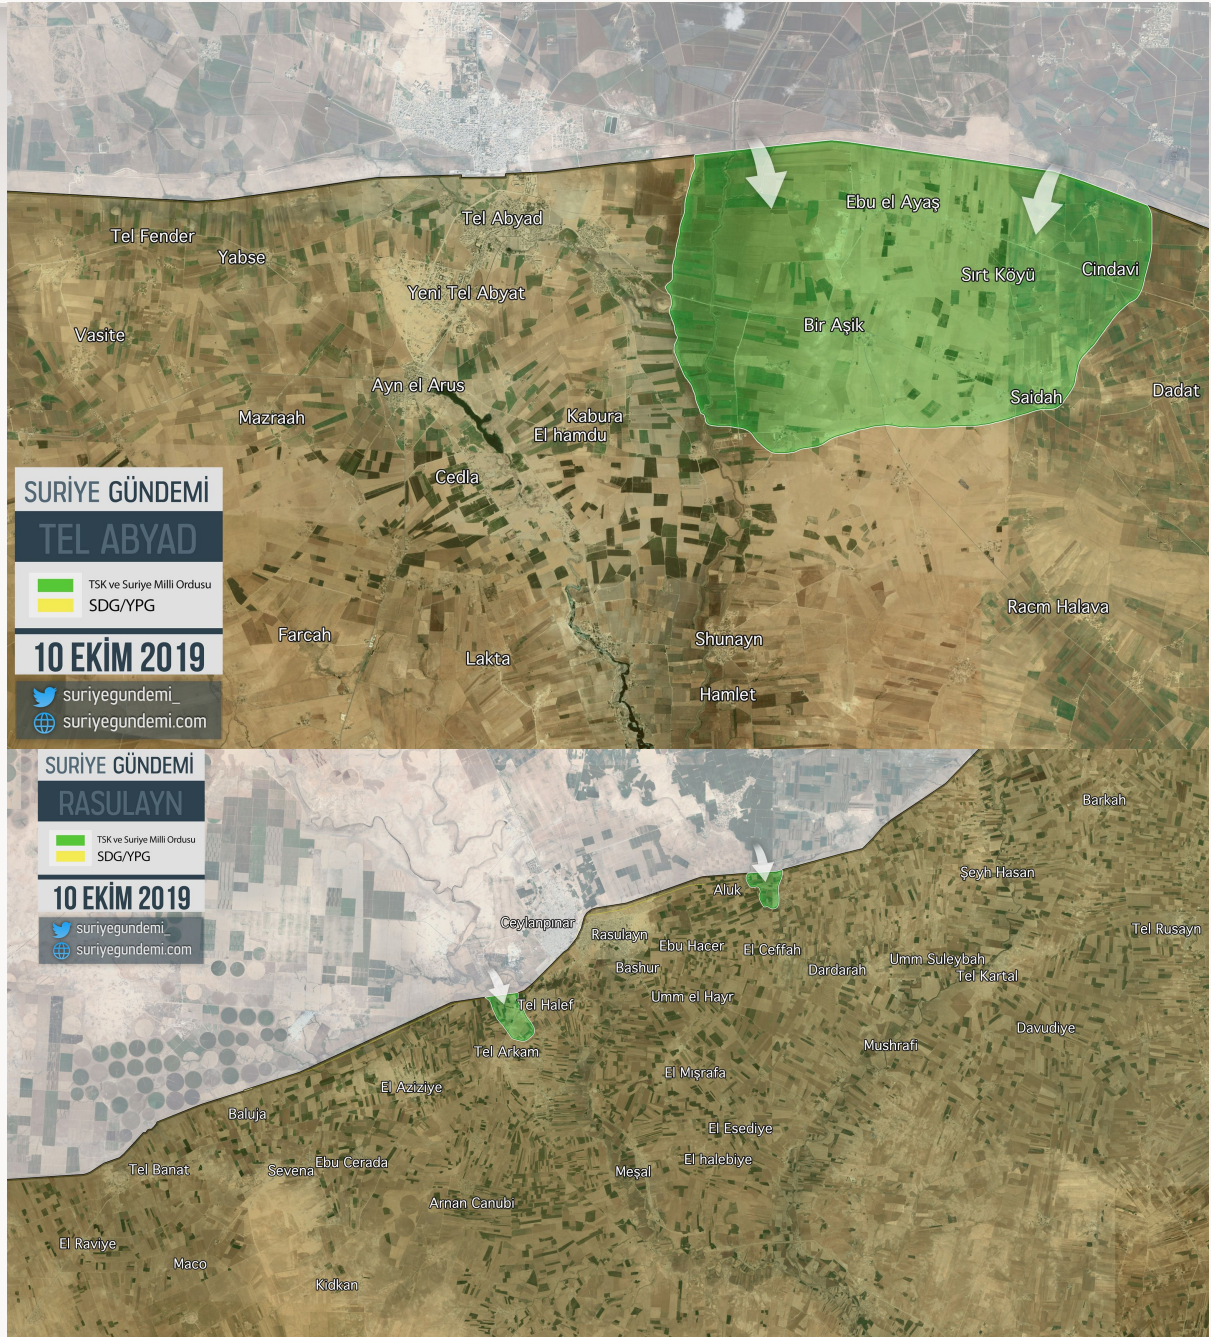 Tel Abyad
Ebu el Ayaş
Tel Fender
Yabse
Sırt Köyü
Cindavi
Yeni Tel Abyat
Vasite
Bir Aşik
Ayn el Arus
Dadat
Saidah
Mazraah
Kabura
El hamdu
Cedla
SURİYE GÜNDEMİ
TEL ABYAD
TSK ve Suriye Milli Ordusu
SDG/YPG
10 EKİM 2019
suriyegundemi_
suriyegundemi.com
Racm Halava
Farcah
Shunayn
Lakta
Hamlet
SURİYE GÜNDEMİ
RASULAYN
TSK ve Suriye Milli Ordusu
SDG/YPG
10 EKİM 2019
suriyegundemi_
suriyegundemi.com
Barkah
Şeyh Hasan
Aluk
Ceylanpınar
Rasulayn
Tel Rusayn
Ebu Hacer
El Ceffah
Umm Suleybah
Bashur
Dardarah
Tel Kartal
Umm el Hayr
Tel Halef
Davudiye
Mushrafi
Tel Arkam
El Mışrafa
El Aziziye
Baluja
El Esediye
El halebiye
Ebu Cerada
Tel Banat
Sevena
Meşal
Arnan Canubi
El Raviye
Maco
Kidkan